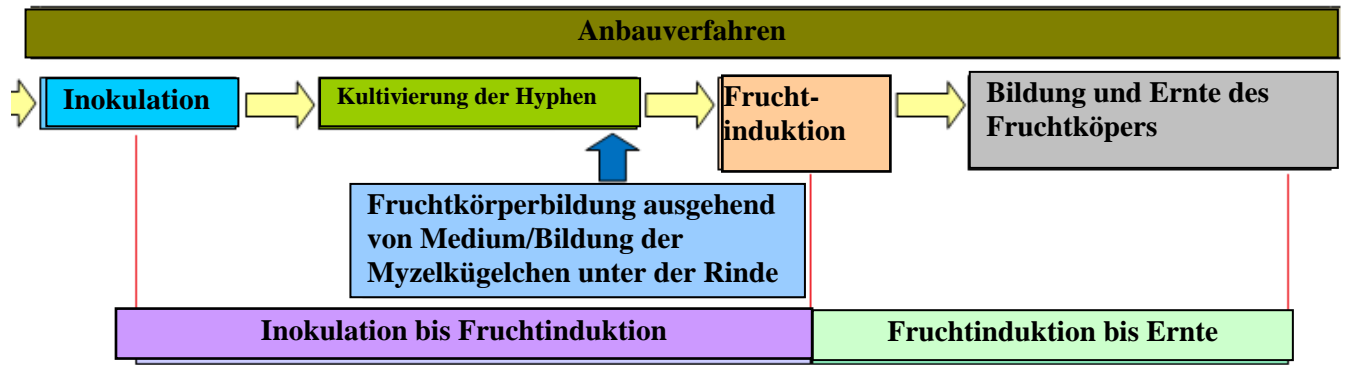 Anbauverfahren
Inokulation
Kultivierung der Hyphen
Frucht-
induktion
Bildung und Ernte des
Fruchtköpers
Fruchtkörperbildung ausgehend
von Medium/Bildung der
Myzelkügelchen unter der Rinde
Inokulation bis Fruchtinduktion
Fruchtinduktion bis Ernte